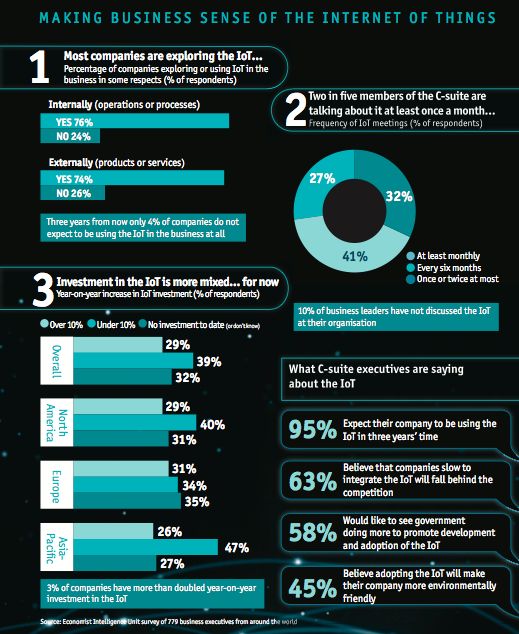 MAKING BUSINESS SENSE OF THE INTERNET OF THINGS
1
Most companies are exploring the IoT...
Percentage of companies exploring or using IoT in the
business in some respects (% of respondents)
Internally (operations or processes)
YES 76%
NO 24%
Externally (products or services)
YES 74%
NO 26%
Three years from now only 4% of companies do not
expect to be using the IoT in the business at all
2
Two in five members of the C-suite are
talking about it at least once a month...
Frequency of IoT meetings (% of respondents)
27%
32%
41%
At least monthly
Every six months
Once or twice at most
10% of business leaders have not discussed the IoT
at their organisation
3
Investment in the IoT is more mixed... for now
Year-on-year increase in IoT investment (% of respondents)
Over 10%
Under 10%
No investment to date (or don't know)
Overall
29%
39%
32%
North
America
29%
40%
31%
Europe
31%
34%
35%
Asia-
Pacific
26%
47%
27%
3% of companies have more than doubled year-on-year
investment in the IoT
What C-suite executives are saying
about the IoT
95%
Expect their company to be using the
IoT in three years' time
63%
Believe that companies slow to
integrate the IoT will fall behind the
competition
58%
Would like to see government
doing more to promote development
and adoption of the IoT
45%
Believe adopting the IoT will make
their company more environmentally
friendly
Source: Economist Intelligence Unit survey of 779 business executives from around the world